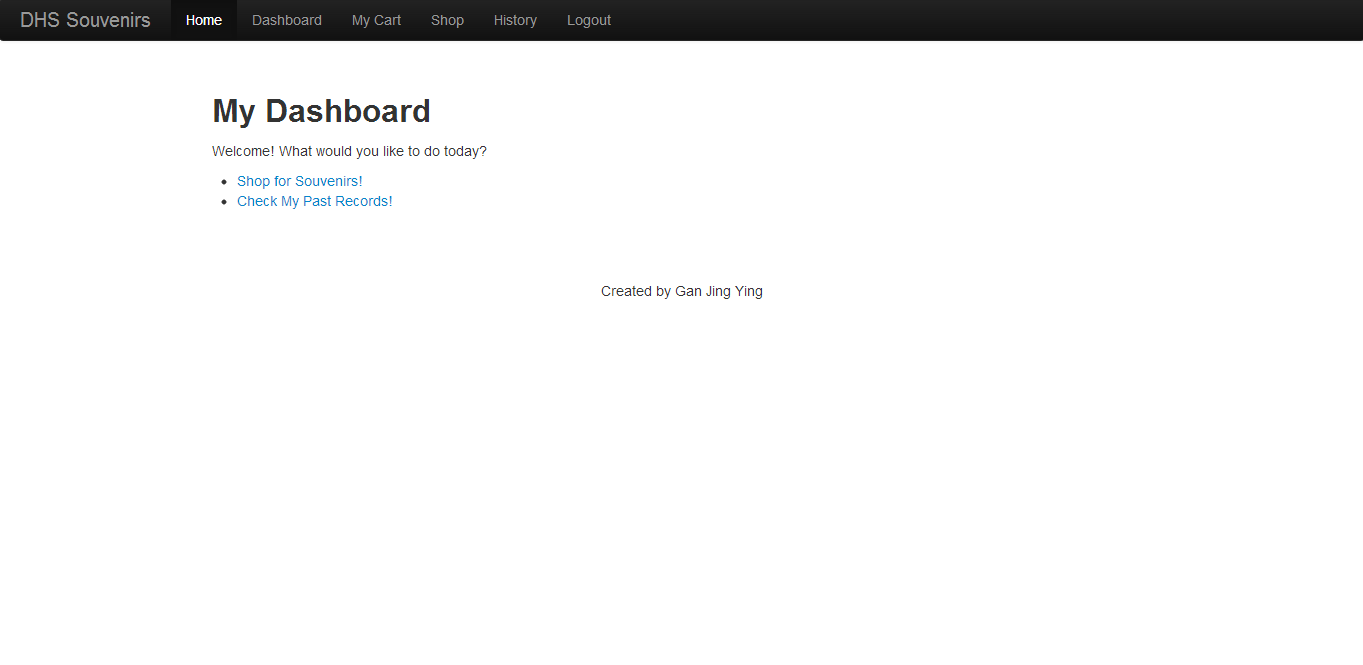 DHS Souvenirs Home Dashboard My Cart Shop History Logout
My Dashboard
Welcome! What would you like to do today?
Shop for Souvenirs!
Check My Past Records!
Created by Gan Jing Ying